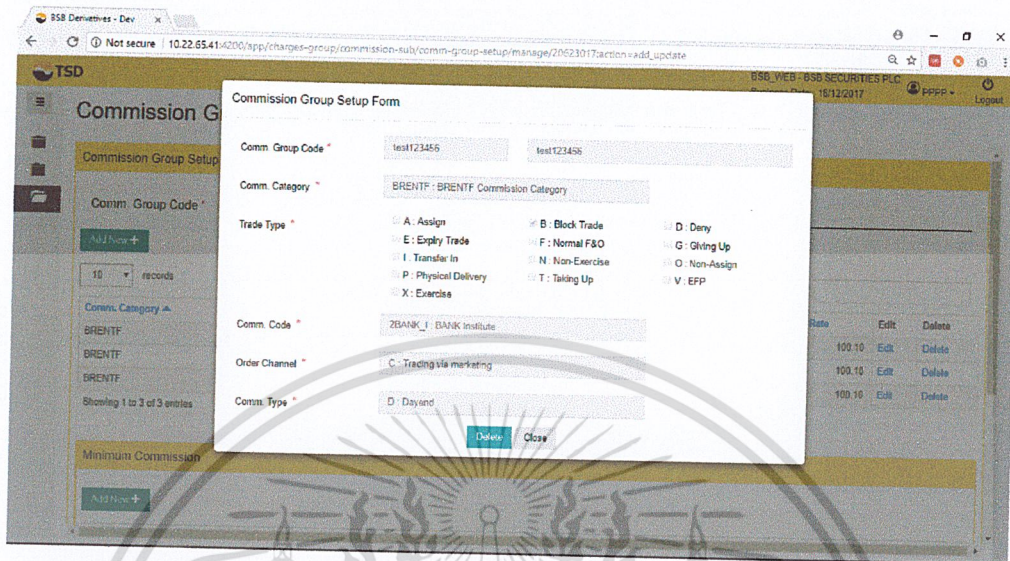 BSB Derivatives - Dev
Not secure 10.22.65.41:4200/app/charges-group/commission-sub/comm-group-setup/manage/20623017;action=add_update
TSD
BSB_WEB - BSB SECURITIES PLC
15/12/2017
PPPP
Logout
Commission G
Commission Group Setup Form
Commission Group Setup
Comm. Group Code *
test123456
test123456
Comm. Category *
BRENTF : BRENTF Commission Category
Comm. Group Code *
Trade Type *
A : Assign
B : Block Trade
D : Deny
E : Expiry Trade
F : Normal F&O
G : Giving Up
I : Transfer In
N : Non-Exercise
O : Non-Assign
P : Physical Delivery
T : Taking Up
V : EFP
X : Exercise
Add New +
10 records
Comm. Category
Rate
Edit
Delete
BRENTF
100.10 Edit Delete
BRENTF
100.10 Edit Delete
BRENTF
100.10 Edit Delete
Showing 1 to 3 of 3 entries
Comm. Code *
2BANK_I : BANK Institute
Order Channel *
C : Trading via marketing
Comm. Type *
D : Dayend
Delete Close
Minimum Commission
Add New +